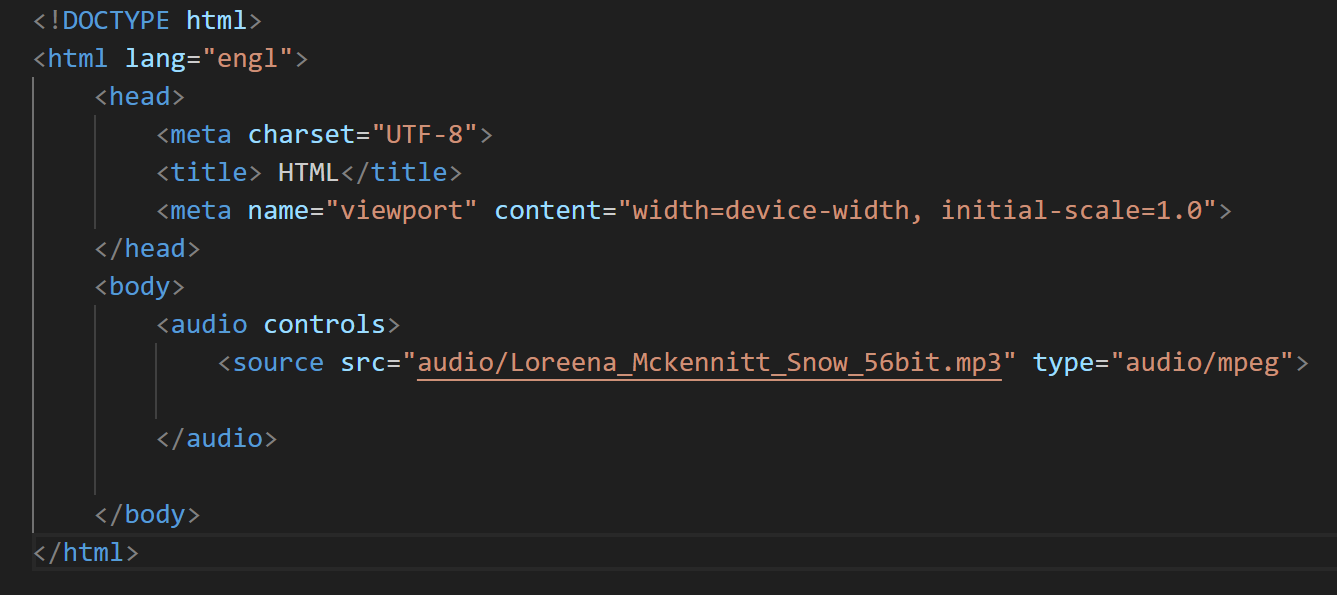 <!DOCTYPE html>
<html lang="engl">
<head>
<meta charset="UTF-8">
<title> HTML</title>
<meta name="viewport" content="width=device-width, initial-scale=1.0">
</head>
<body>
<audio controls>
<source src="audio/Loreena_Mckennitt_Snow_56bit.mp3" type="audio/mpeg">
</audio>
</body>
</html>